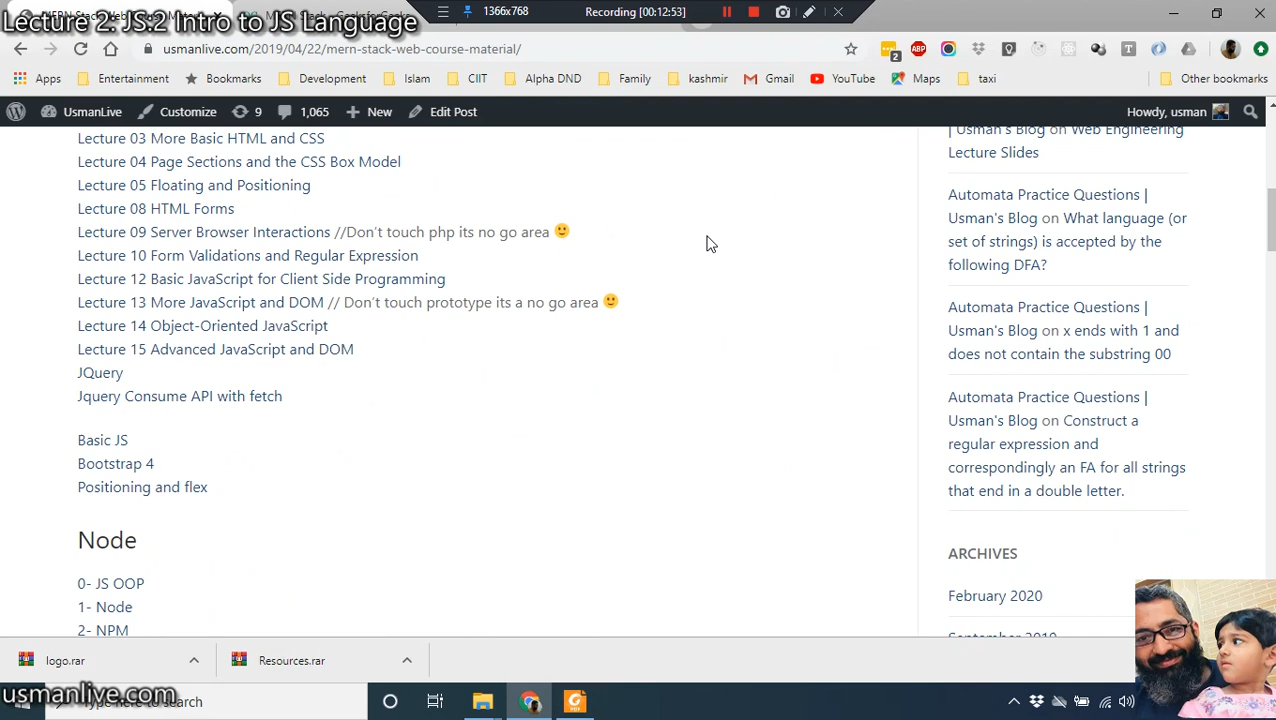 Lecture 2: JS:2 Intro to JS Language
1366x768
Recording [00:12:53]
usmanlive.com/2019/04/22/mern-stack-web-course-material/
2
ABP
Apps
Entertainment
Bookmarks
Development
Islam
CIIT
Alpha DND
Family
kashmir
Gmail
YouTube
Maps
taxi
Other bookmarks
UsmanLive
Customize
9
1,065
New
Edit Post
Howdy, usman
Lecture 03 More Basic HTML and CSS
Lecture 04 Page Sections and the CSS Box Model
Lecture 05 Floating and Positioning
Lecture 08 HTML Forms
Lecture 09 Server Browser Interactions //Don't touch php its no go area 🙂
Lecture 10 Form Validations and Regular Expression
Lecture 12 Basic JavaScript for Client Side Programming
Lecture 13 More JavaScript and DOM // Don't touch prototype its a no go area 🙂
Lecture 14 Object-Oriented JavaScript
Lecture 15 Advanced JavaScript and DOM
JQuery
Jquery Consume API with fetch
Basic JS
Bootstrap 4
Positioning and flex
Node
0- JS OOP
1- Node
2- NPM
| Usman's Blog on Web Engineering
Lecture Slides
Automata Practice Questions |
Usman's Blog on What language (or
set of strings) is accepted by the
following DFA?
Automata Practice Questions |
Usman's Blog on x ends with 1 and
does not contain the substring 00
Automata Practice Questions |
Usman's Blog on Construct a
regular expression and
correspondingly an FA for all strings
that end in a double letter.
ARCHIVES
February 2020
September 2019
logo.rar
Resources.rar
usmanlive.com
Type here to search